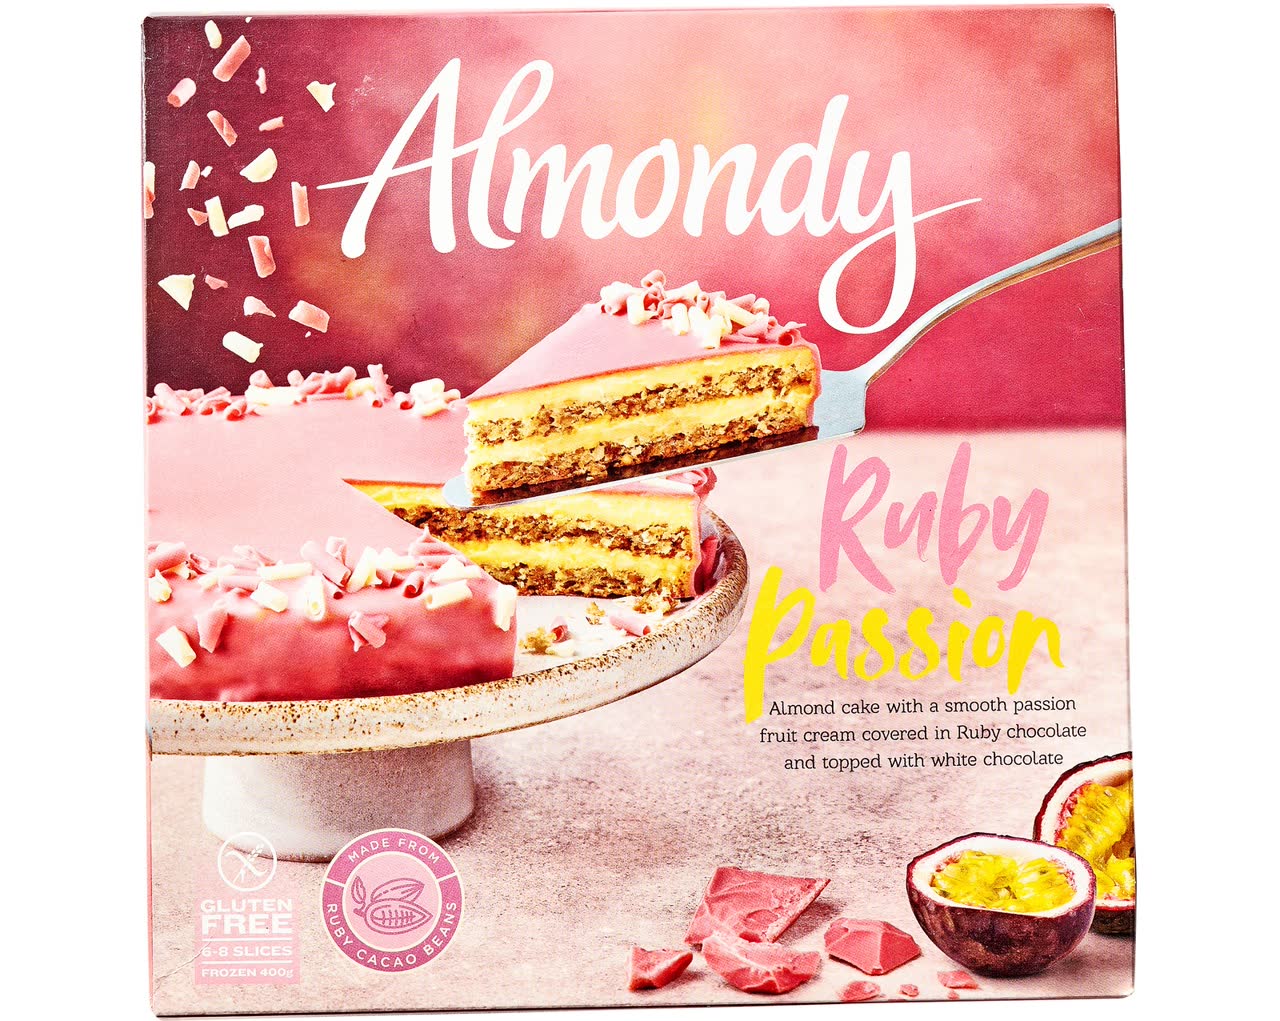 Almondy
Ruby
Passion
Almond cake with a smooth passion
fruit cream covered in Ruby chocolate
and topped with white chocolate
GLUTEN
FREE
6-8 SLICES
FROZEN 400g
MADE FROM
RUBY CACAO BEANS